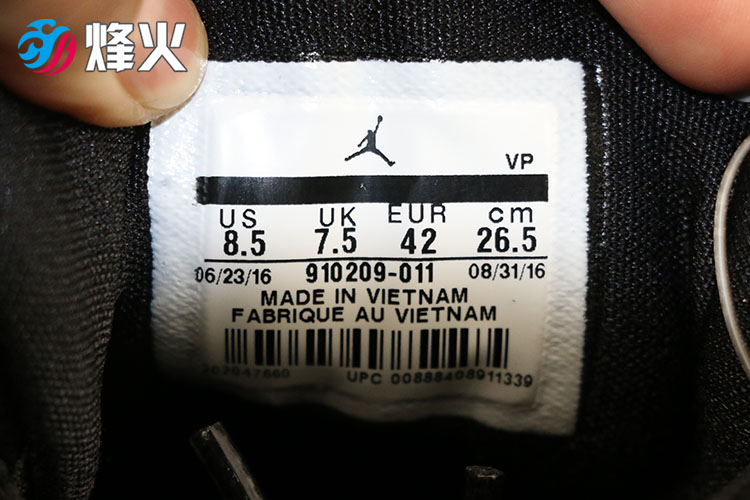 烽火
VP
US UK EUR cm
8.5 7.5 42 26.5
06/23/16 910209-011 08/31/16
MADE IN VIETNAM
FABRIQUE AU VIETNAM
UPC 00888408911339